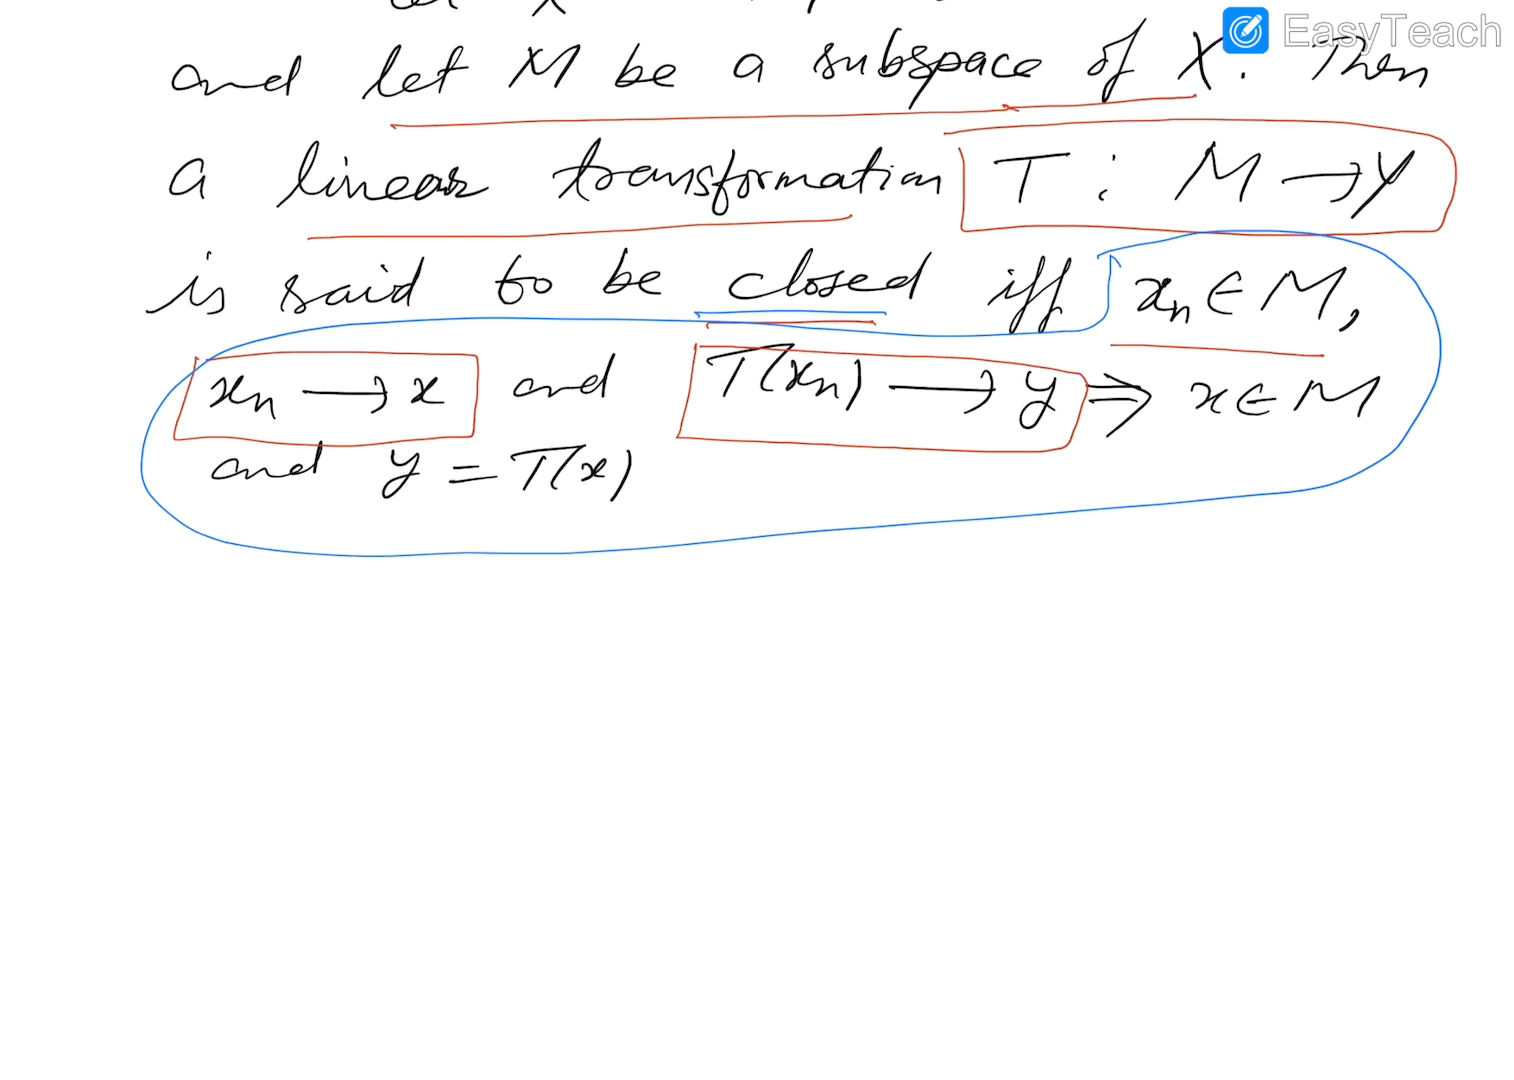 EasyTeach
and let M be a subspace of X. Then
a linear transformation T : M → Y
is said to be closed iff xₙ ∈ M,
xₙ → x and T(xₙ) → y ⇒ x ∈ M
and y = T(x)